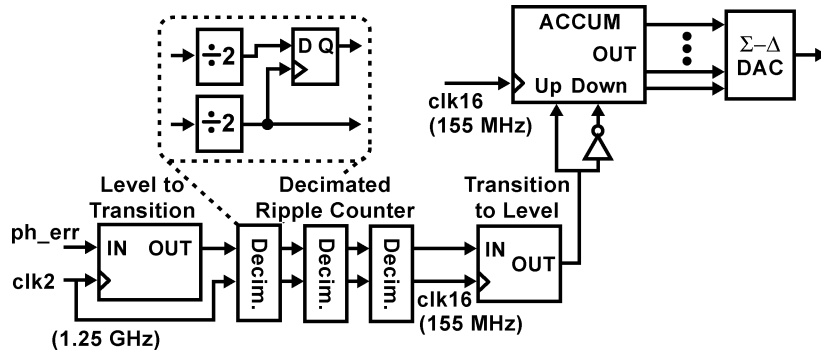 ÷2
D Q
÷2
ACCUM
OUT
Up Down
clk16
(155 MHz)
Σ–Δ
DAC
Level to
Transition
Decimated
Ripple Counter
Transition
to Level
ph_err
IN OUT
clk2
(1.25 GHz)
Decim.
Decim.
Decim.
clk16
(155 MHz)
IN
OUT